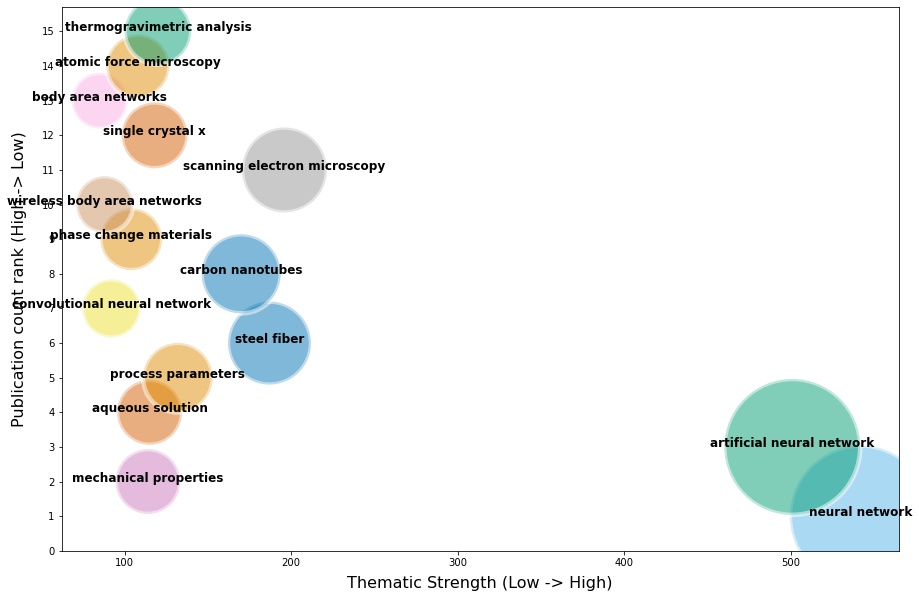 15
thermogravimetric analysis
14
atomic force microscopy
13
body area networks
12
single crystal x
11
scanning electron microscopy
10
wireless body area networks
9
phase change materials
8
carbon nanotubes
7
convolutional neural network
6
steel fiber
5
process parameters
4
aqueous solution
3
artificial neural network
2
mechanical properties
1
neural network
0
Publication count rank (High -> Low)
100 200 300 400 500
Thematic Strength (Low -> High)